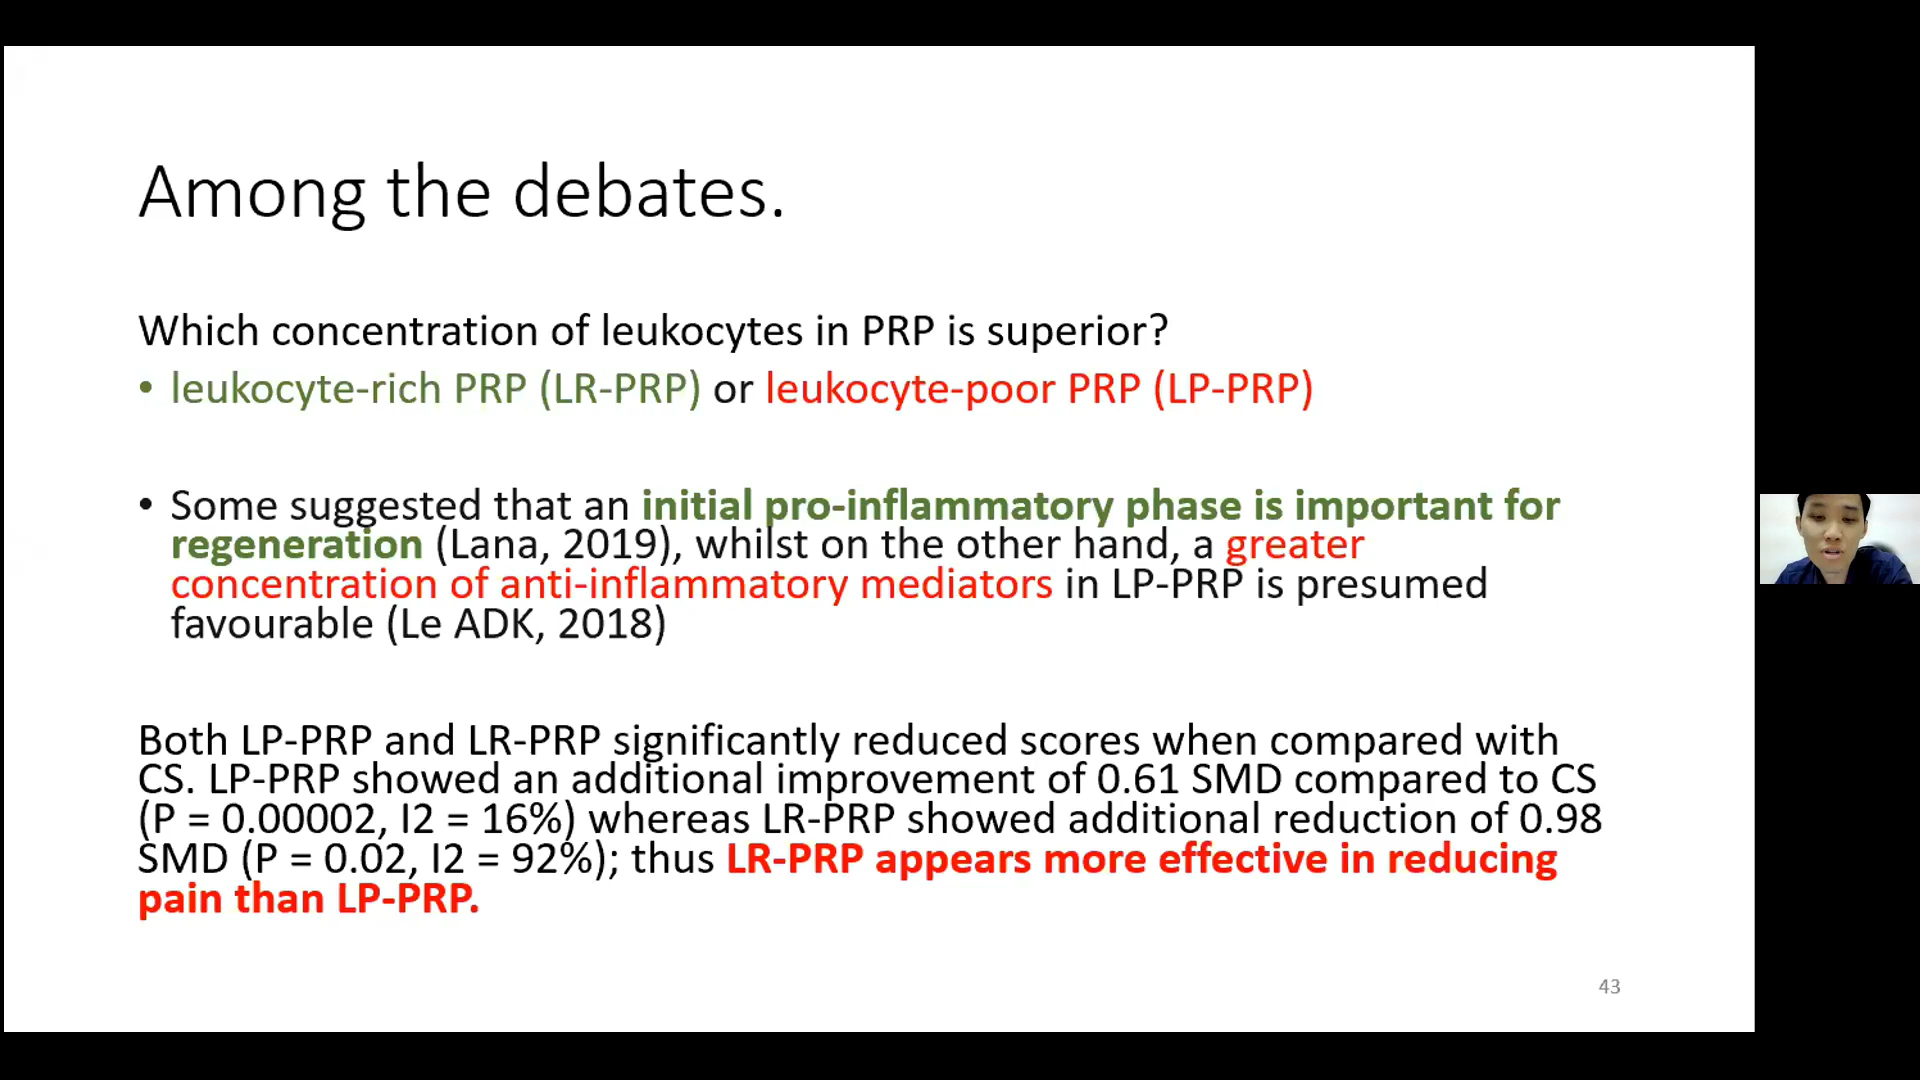 Among the debates.
Which concentration of leukocytes in PRP is superior?
• leukocyte-rich PRP (LR-PRP) or leukocyte-poor PRP (LP-PRP)
• Some suggested that an initial pro-inflammatory phase is important for
regeneration (Lana, 2019), whilst on the other hand, a greater
concentration of anti-inflammatory mediators in LP-PRP is presumed
favourable (Le ADK, 2018)
Both LP-PRP and LR-PRP significantly reduced scores when compared with
CS. LP-PRP showed an additional improvement of 0.61 SMD compared to CS
(P = 0.00002, I2 = 16%) whereas LR-PRP showed additional reduction of 0.98
SMD (P = 0.02, I2 = 92%); thus LR-PRP appears more effective in reducing
pain than LP-PRP.
43